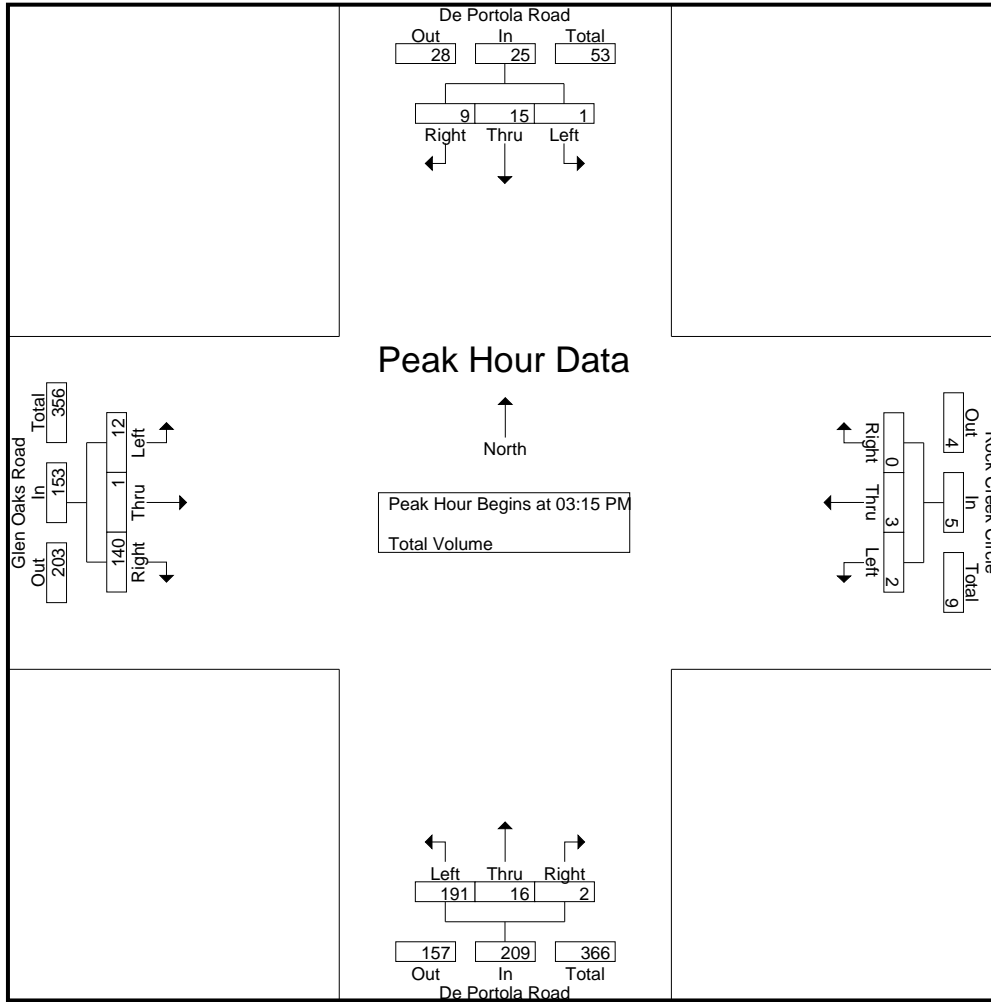 De Portola Road
Out In Total
28 25 53
9 15 1
Right Thru Left
Peak Hour Data
North
Peak Hour Begins at 03:15 PM
Total Volume
Glen Oaks Road
Out In Total
203 153 356
12 1 140
Left Thru Right
Rock Creek Circle
Out In Total
4 5 9
Right Thru Left
0 3 2
Left Thru Right
191 16 2
157 209 366
Out In Total
De Portola Road